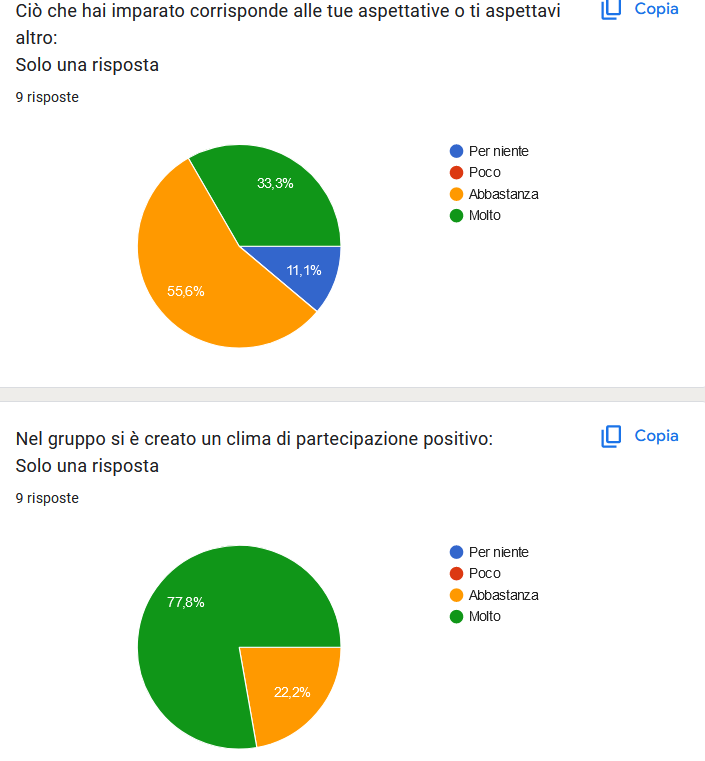 Ciò che hai imparato corrisponde alle tue aspettative o ti aspettavi
altro:
Copia
Solo una risposta
9 risposte
33,3%
11,1%
55,6%
Per niente
Poco
Abbastanza
Molto
Nel gruppo si è creato un clima di partecipazione positivo:
Copia
Solo una risposta
9 risposte
77,8%
22,2%
Per niente
Poco
Abbastanza
Molto